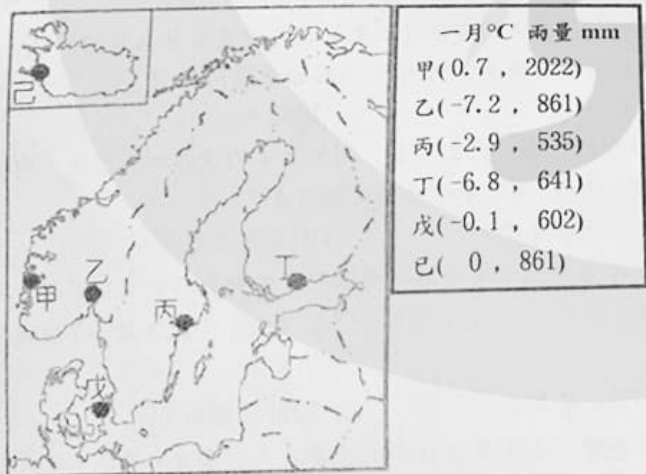 己
甲
乙
丙
丁
戊
一月°C 雨量 mm
甲(0.7,2022)
乙(-7.2,861)
丙(-2.9,535)
丁(-6.8,641)
戊(-0.1,602)
已( 0,861)